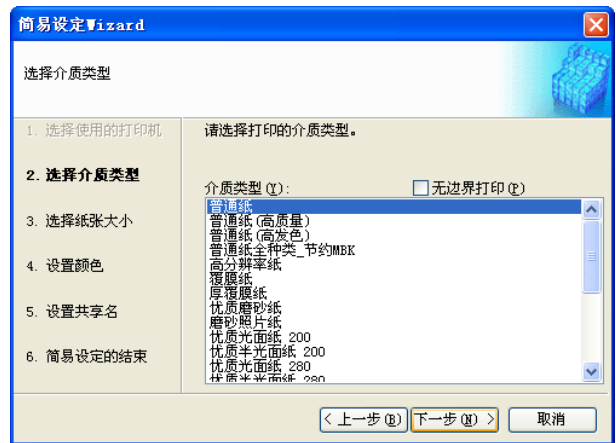 简易设定Wizard
选择介质类型
1. 选择使用的打印机
2. 选择介质类型
3. 选择纸张大小
4. 设置颜色
5. 设置共享名
6. 简易设定的结束
请选择打印的介质类型。
介质类型(Y):
无边界打印(P)
普通纸
普通纸(高质量)
普通纸(高发色)
普通纸全种类_节约MBK
高分辨率纸
覆膜纸
厚覆膜纸
优质磨砂纸
磨砂照片纸
优质光面纸 200
优质半光面纸 200
优质光面纸 280
优质半光面纸 280
< 上一步(B)
下一步(N) >
取消